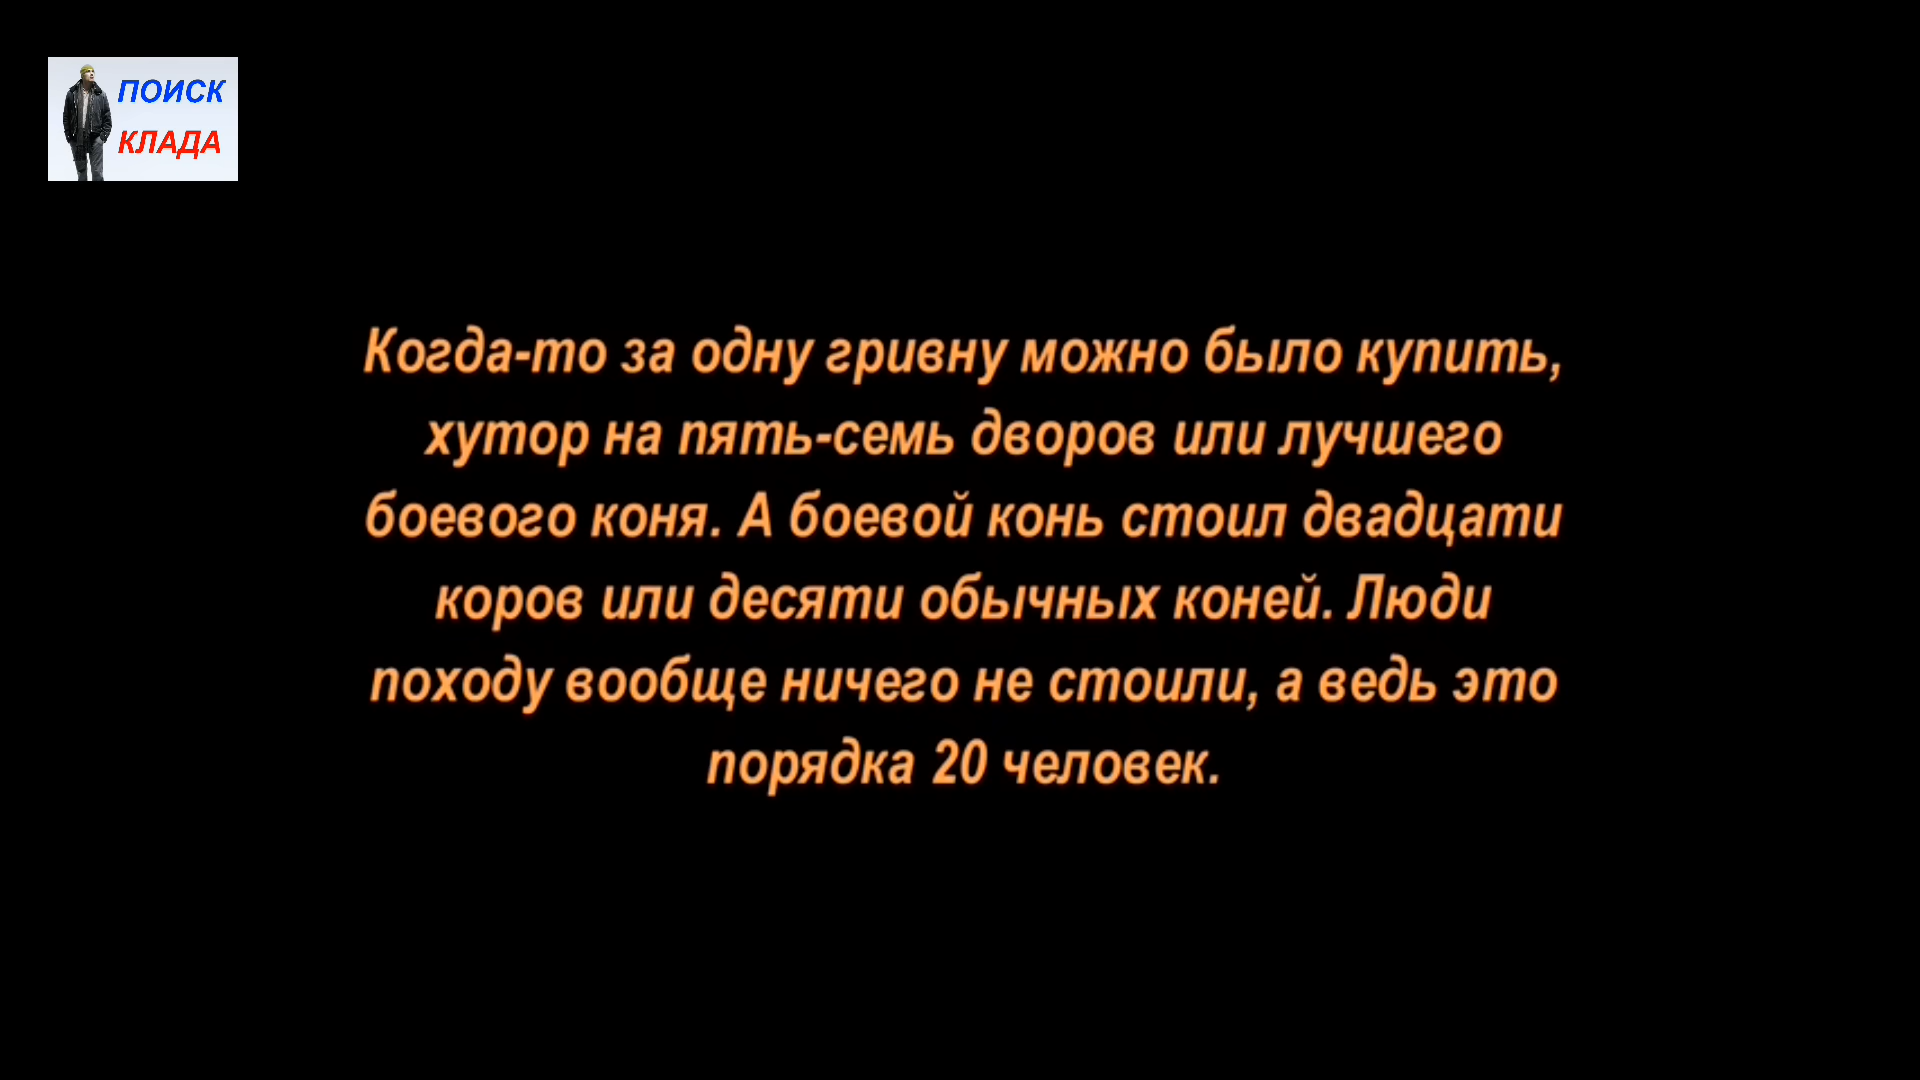 ПОИСК
КЛАДА
Когда-то за одну гривну можно было купить,
хутор на пять-семь дворов или лучшего
боевого коня. А боевой конь стоил двадцати
коров или десяти обычных коней. Люди
походу вообще ничего не стоили, а ведь это
порядка 20 человек.